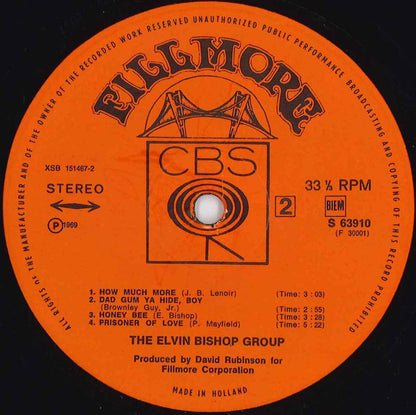 ALL RIGHTS OF THE MANUFACTURER AND OF THE OWNER OF THE RECORDED WORK RESERVED UNAUTHORIZED PUBLIC PERFORMANCE BROADCASTING AND COPYING OF THIS RECORD PROHIBITED
FILLMORE
CBS
XSB 151467-2
STEREO
2
33 ⅓ RPM
Ⓟ 1969
BIEM
S 63910
(F 30001)
1. HOW MUCH MORE (J. B. Lenoir) (Time: 3:03)
2. DAD GUM YA HIDE, BOY
(Brownley Guy, Jr.) (Time: 2:55)
3. HONEY BEE (E. Bishop) (Time: 3:28)
4. PRISONER OF LOVE (P. Mayfield) (Time: 5:22)
THE ELVIN BISHOP GROUP
Produced by David Rubinson for
Fillmore Corporation
MADE IN HOLLAND